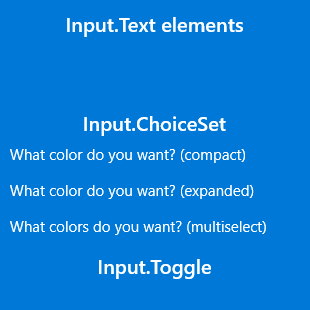 Input.Text elements
Input.ChoiceSet
What color do you want? (compact)
What color do you want? (expanded)
What colors do you want? (multiselect)
Input.Toggle